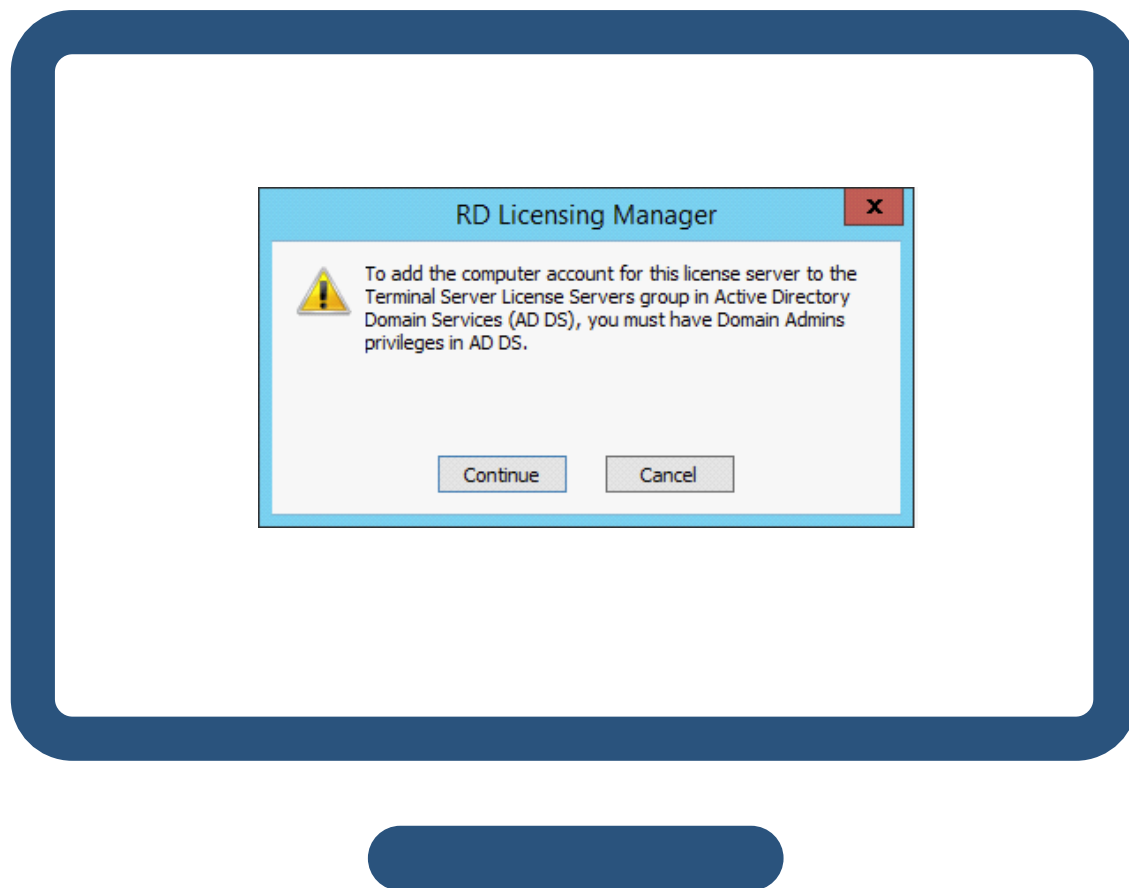 RD Licensing Manager
x
To add the computer account for this license server to the
Terminal Server License Servers group in Active Directory
Domain Services (AD DS), you must have Domain Admins
privileges in AD DS.
Continue
Cancel